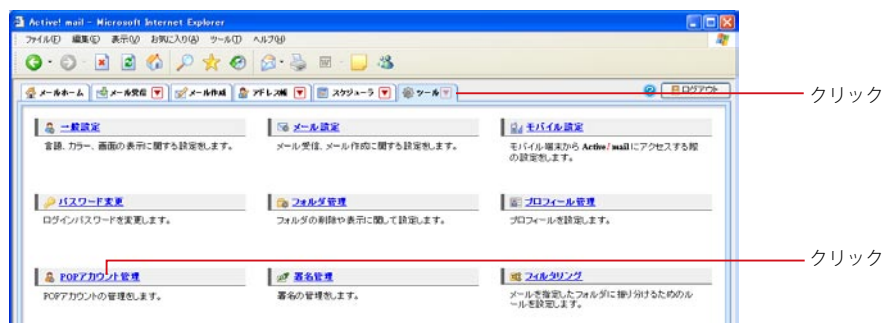 Active! mail - Microsoft Internet Explorer
ファイル(F) 編集(E) 表示(V) お気に入り(A) ツール(T) ヘルプ(H)
メールホーム メール受信 メール作成 アドレス帳 スケジューラ ツール ログアウト
クリック
一般設定 メール設定 モバイル設定
言語、カラー、画面の表示に関する設定をします。 メール受信、メール作成に関する設定をします。 モバイル端末から Active! mail にアクセスする際
の設定をします。
パスワード変更 フォルダ管理 プロフィール管理
ログインパスワードを変更します。 フォルダの削除や表示に関して設定します。 プロフィールを設定します。
クリック
POPアカウント管理 署名管理 フィルタリング
POPアカウントの管理をします。 署名の管理をします。 メールを指定したフォルダに振り分けるためのル
ールを設定します。